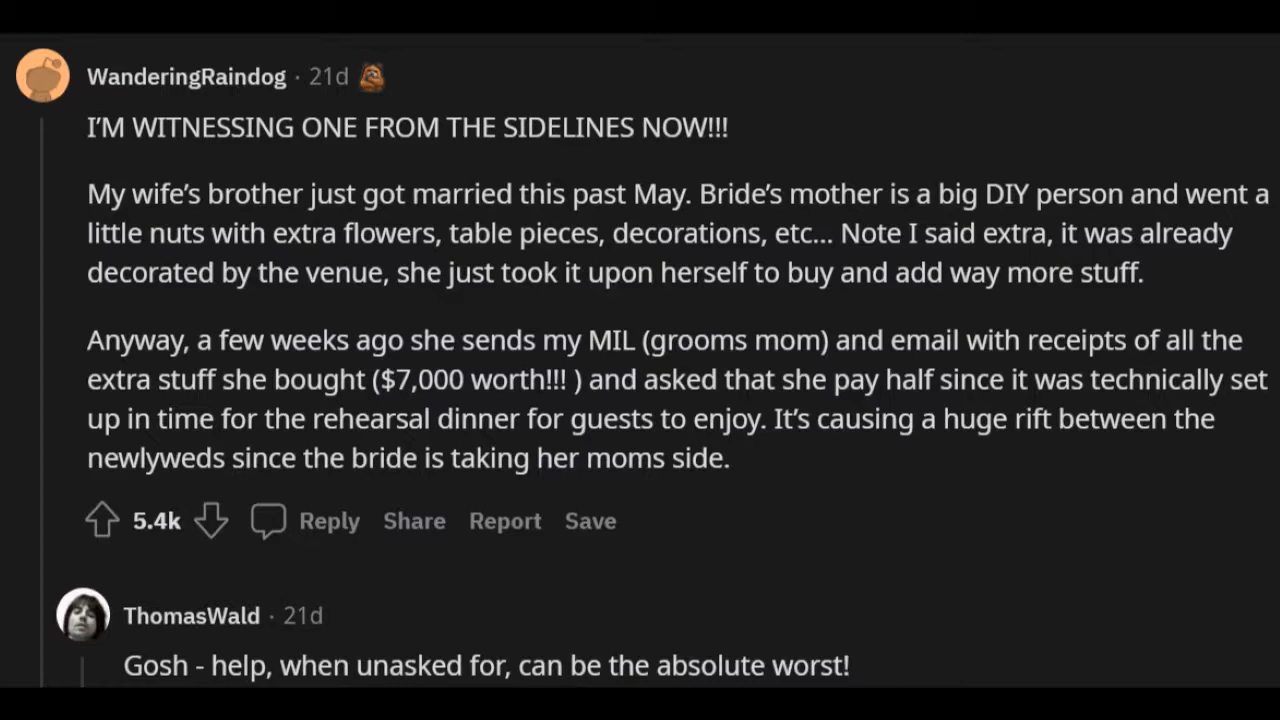 WanderingRaindog · 21d
I'M WITNESSING ONE FROM THE SIDELINES NOW!!!
My wife's brother just got married this past May. Bride's mother is a big DIY person and went a
little nuts with extra flowers, table pieces, decorations, etc... Note I said extra, it was already
decorated by the venue, she just took it upon herself to buy and add way more stuff.
Anyway, a few weeks ago she sends my MIL (grooms mom) and email with receipts of all the
extra stuff she bought ($7,000 worth!!! ) and asked that she pay half since it was technically set
up in time for the rehearsal dinner for guests to enjoy. It's causing a huge rift between the
newlyweds since the bride is taking her moms side.
5.4k Reply Share Report Save
ThomasWald · 21d
Gosh - help, when unasked for, can be the absolute worst!